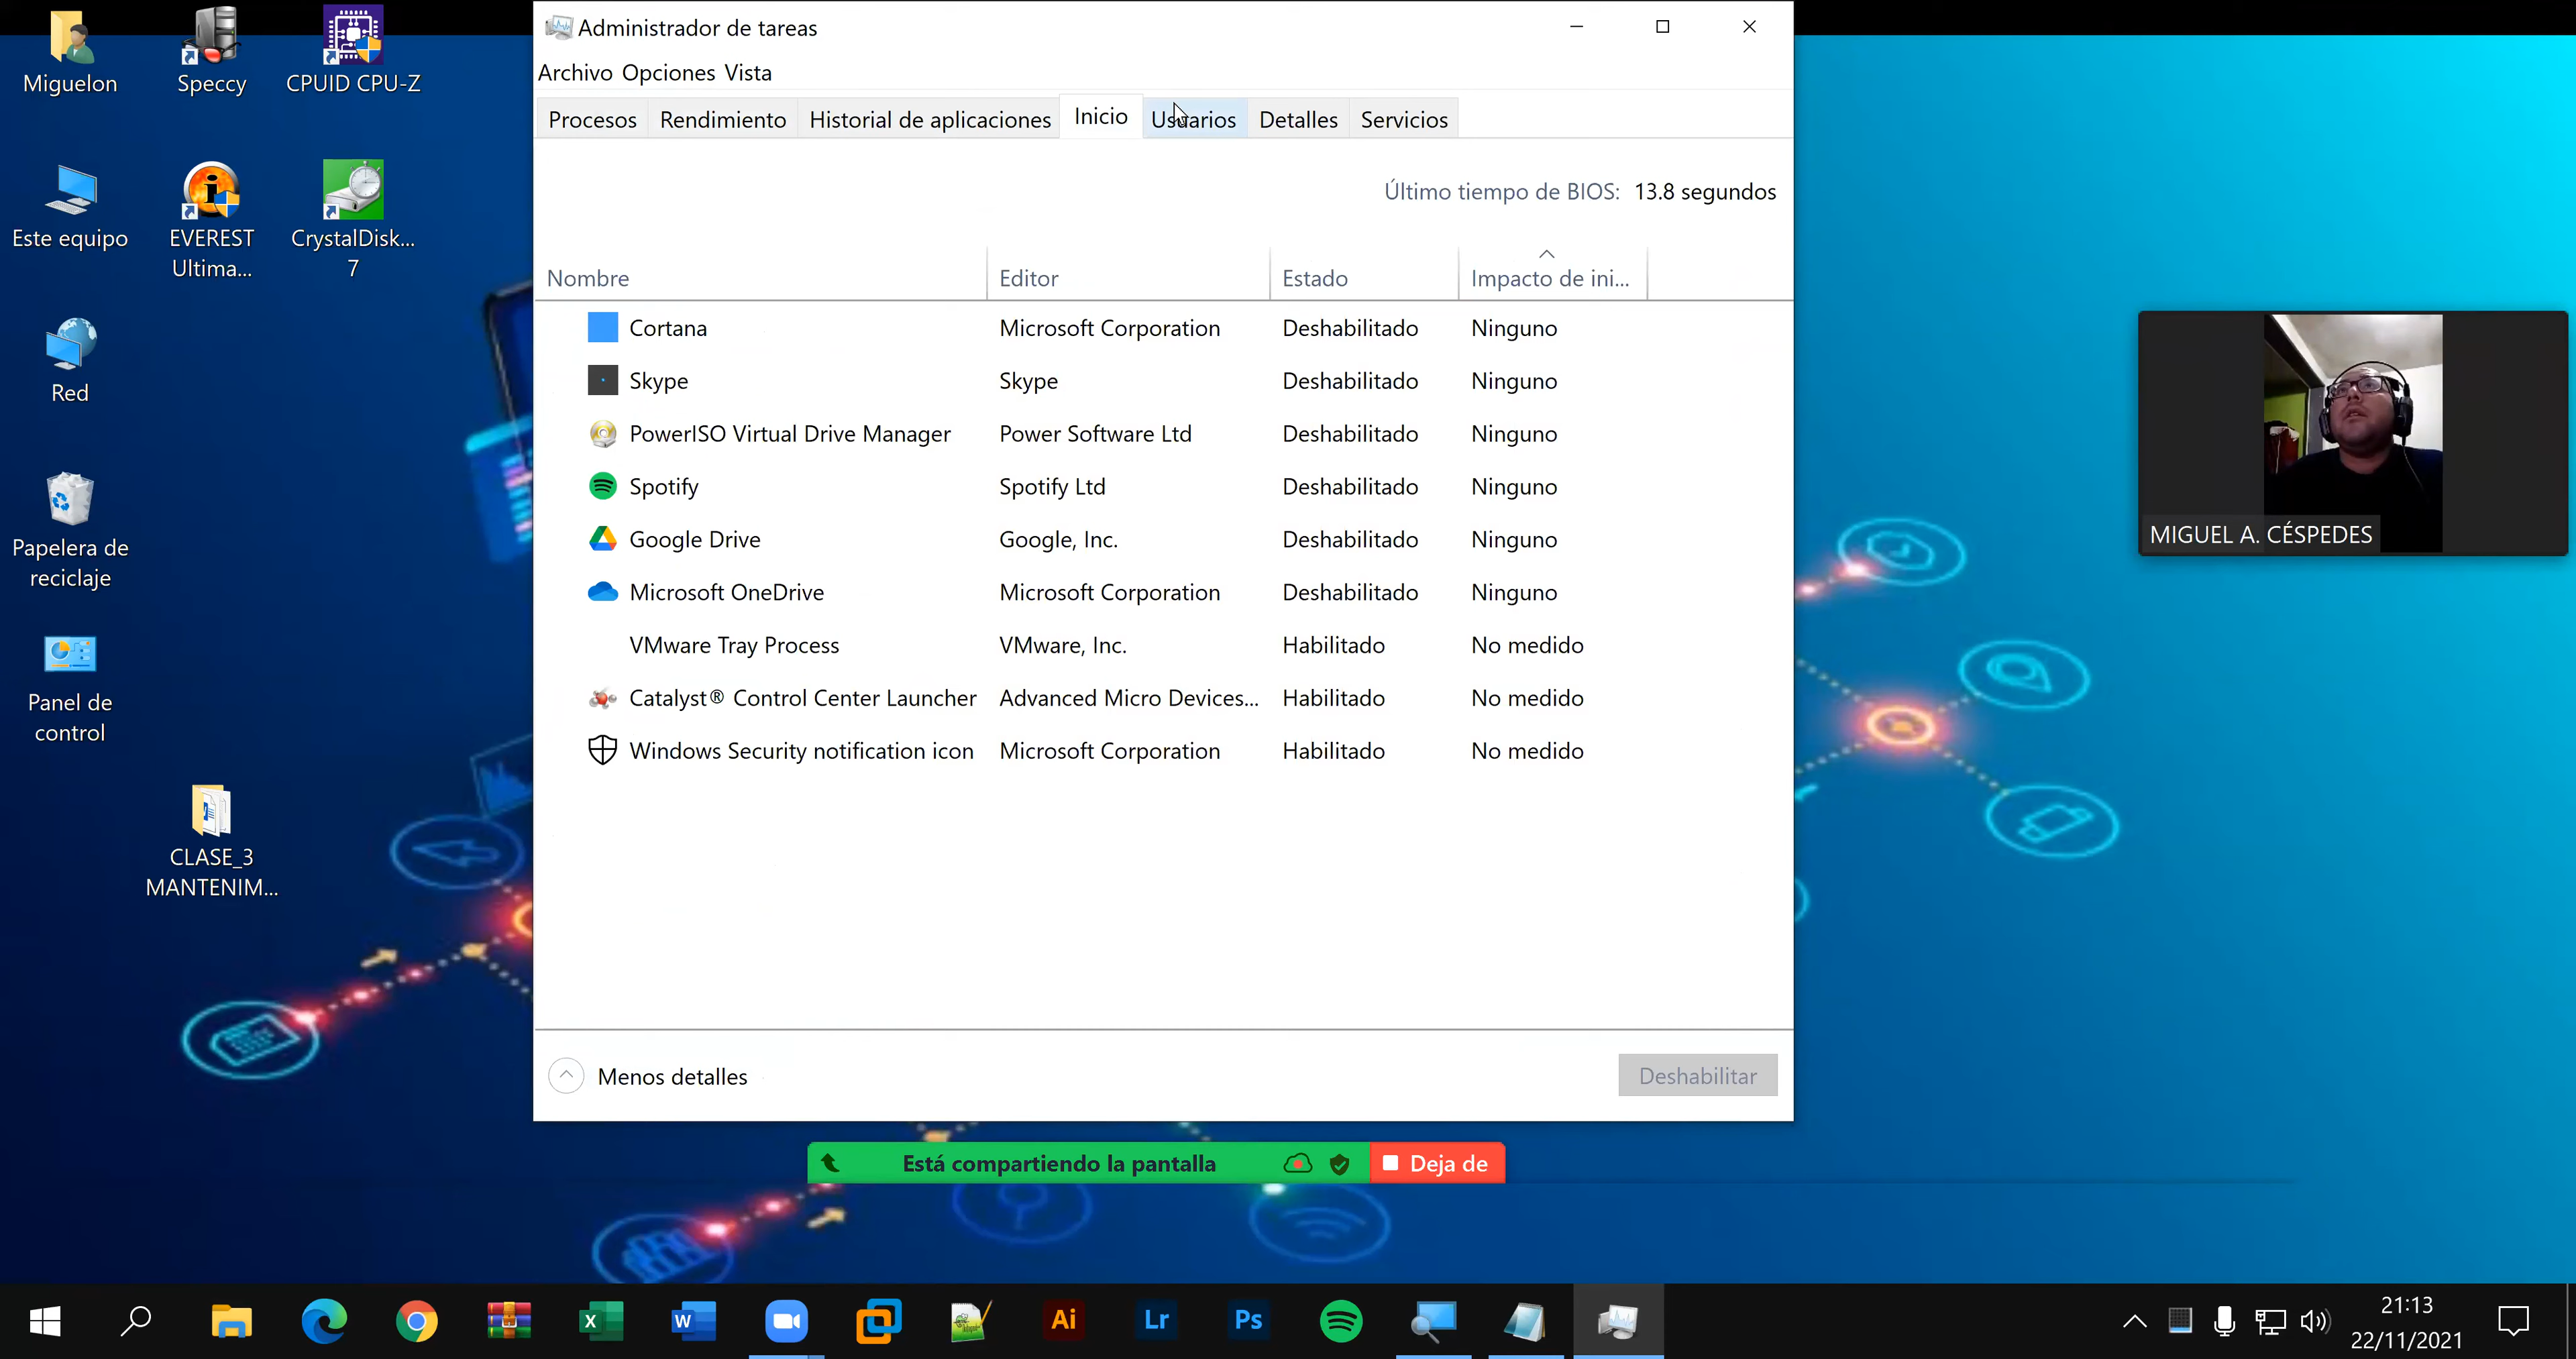 Miguelon
Speccy
CPUID CPU-Z
Este equipo
EVEREST
Ultima...
CrystalDisk...
7
Red
Papelera de
reciclaje
Panel de
control
CLASE_3
MANTENIM...
Administrador de tareas
Archivo Opciones Vista
Procesos Rendimiento Historial de aplicaciones Inicio Usuarios Detalles Servicios
Último tiempo de BIOS: 13.8 segundos
Nombre Editor Estado Impacto de ini...
Cortana Microsoft Corporation Deshabilitado Ninguno
Skype Skype Deshabilitado Ninguno
PowerISO Virtual Drive Manager Power Software Ltd Deshabilitado Ninguno
Spotify Spotify Ltd Deshabilitado Ninguno
Google Drive Google, Inc. Deshabilitado Ninguno
Microsoft OneDrive Microsoft Corporation Deshabilitado Ninguno
VMware Tray Process VMware, Inc. Habilitado No medido
Catalyst® Control Center Launcher Advanced Micro Devices... Habilitado No medido
Windows Security notification icon Microsoft Corporation Habilitado No medido
Menos detalles Deshabilitar
MIGUEL A. CÉSPEDES
Está compartiendo la pantalla Deja de
Ai Lr Ps
21:13
22/11/2021